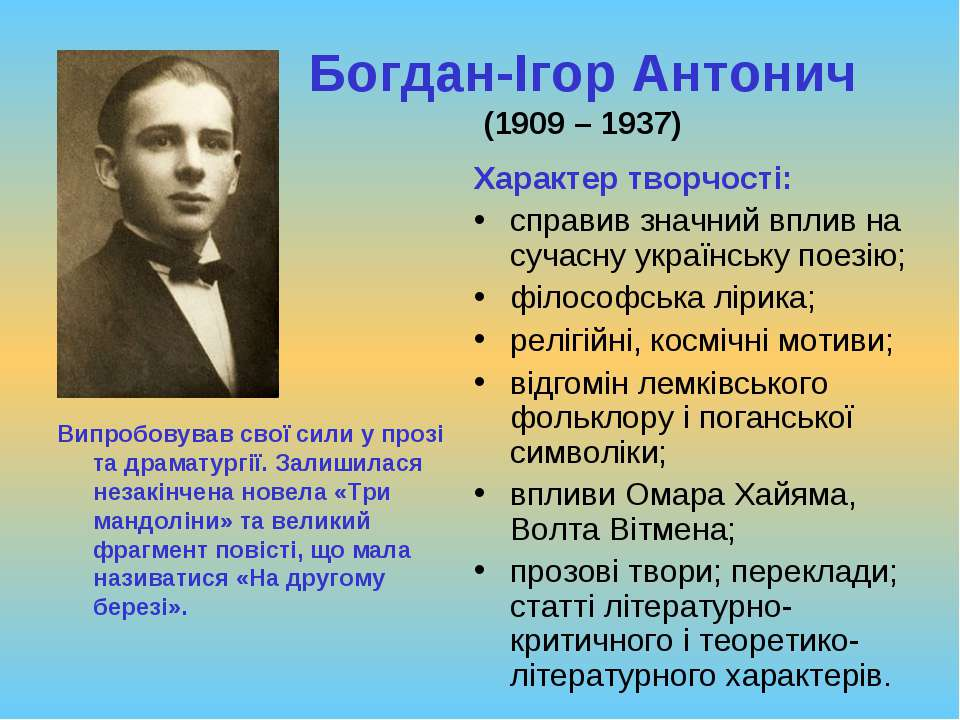 Богдан-Ігор Антонич
(1909 – 1937)
Випробовував свої сили у прозі
та драматургії. Залишилася
незакінчена новела «Три
мандоліни» та великий
фрагмент повісті, що мала
називатися «На другому
березі».
Характер творчості:
• справив значний вплив на
сучасну українську поезію;
• філософська лірика;
• релігійні, космічні мотиви;
• відгомін лемківського
фольклору і поганської
символіки;
• впливи Омара Хайяма,
Волта Вітмена;
• прозові твори; переклади;
статті літературно-
критичного і теоретико-
літературного характерів.